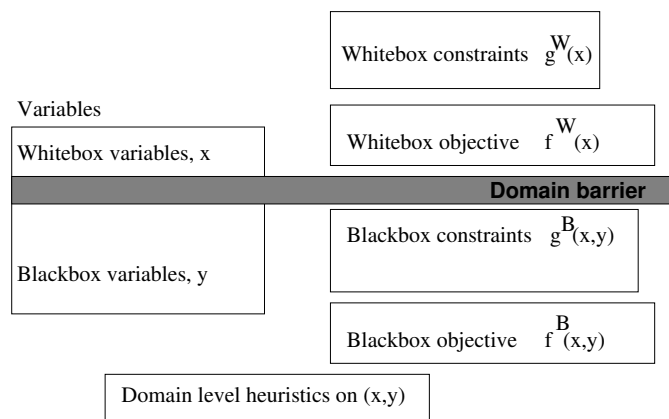 Whitebox constraints g^W(x)
Variables
Whitebox objective f^W(x)
Whitebox variables, x
Domain barrier
Blackbox constraints g^B(x,y)
Blackbox variables, y
Blackbox objective f^B(x,y)
Domain level heuristics on (x,y)